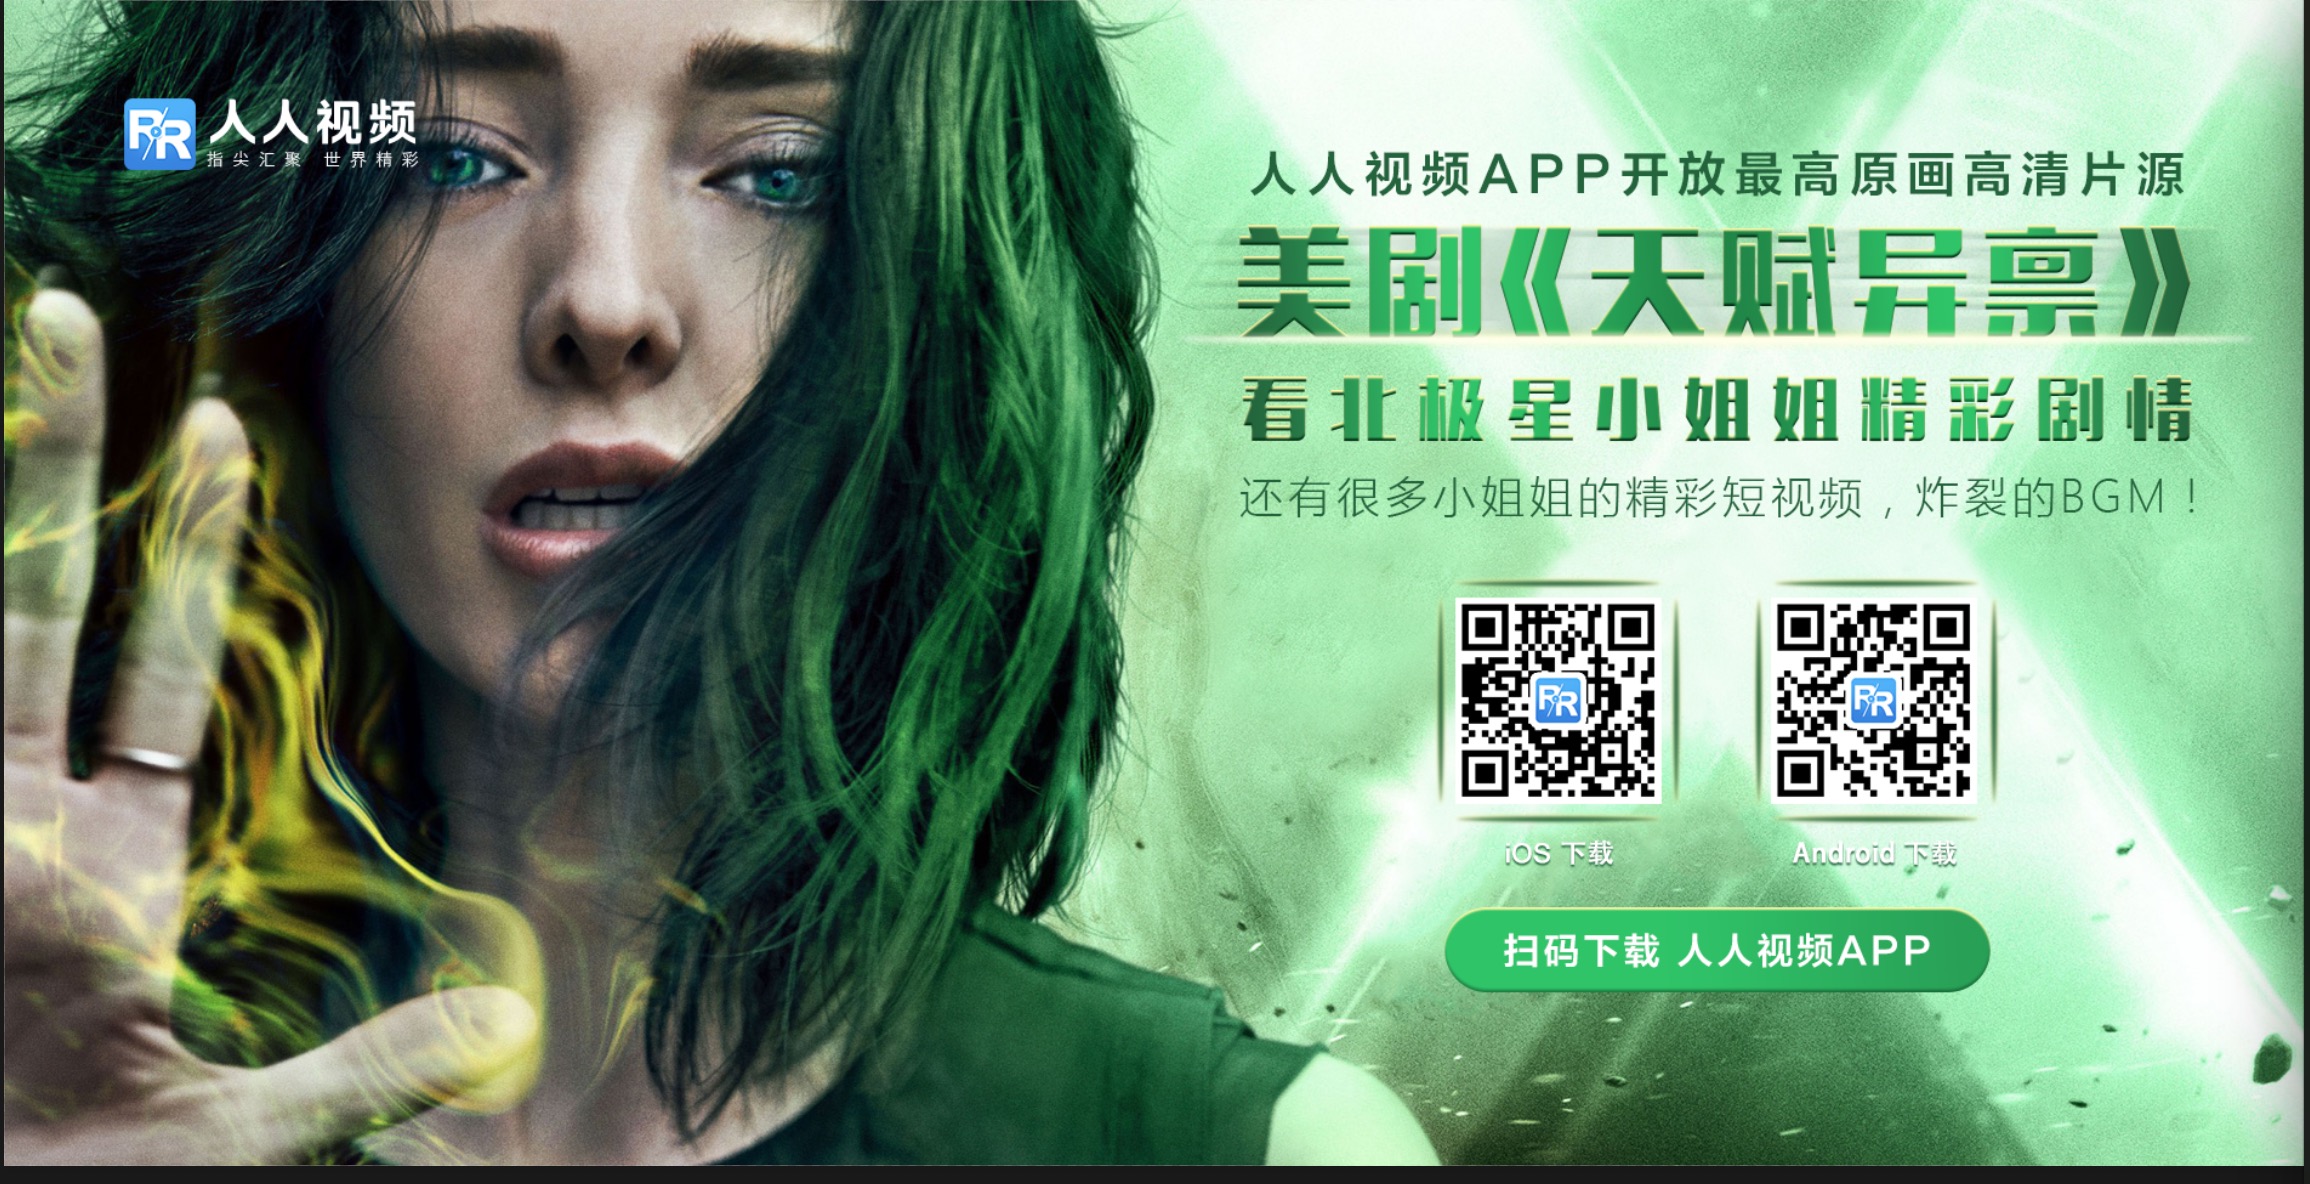 人人视频
指尖汇聚 世界精彩
人人视频APP开放最高原画高清片源
美剧《天赋异禀》
看北极星小姐姐精彩剧情
还有很多小姐姐的精彩短视频，炸裂的BGM！
RR
RR
iOS 下载
Android 下载
扫码下载 人人视频APP